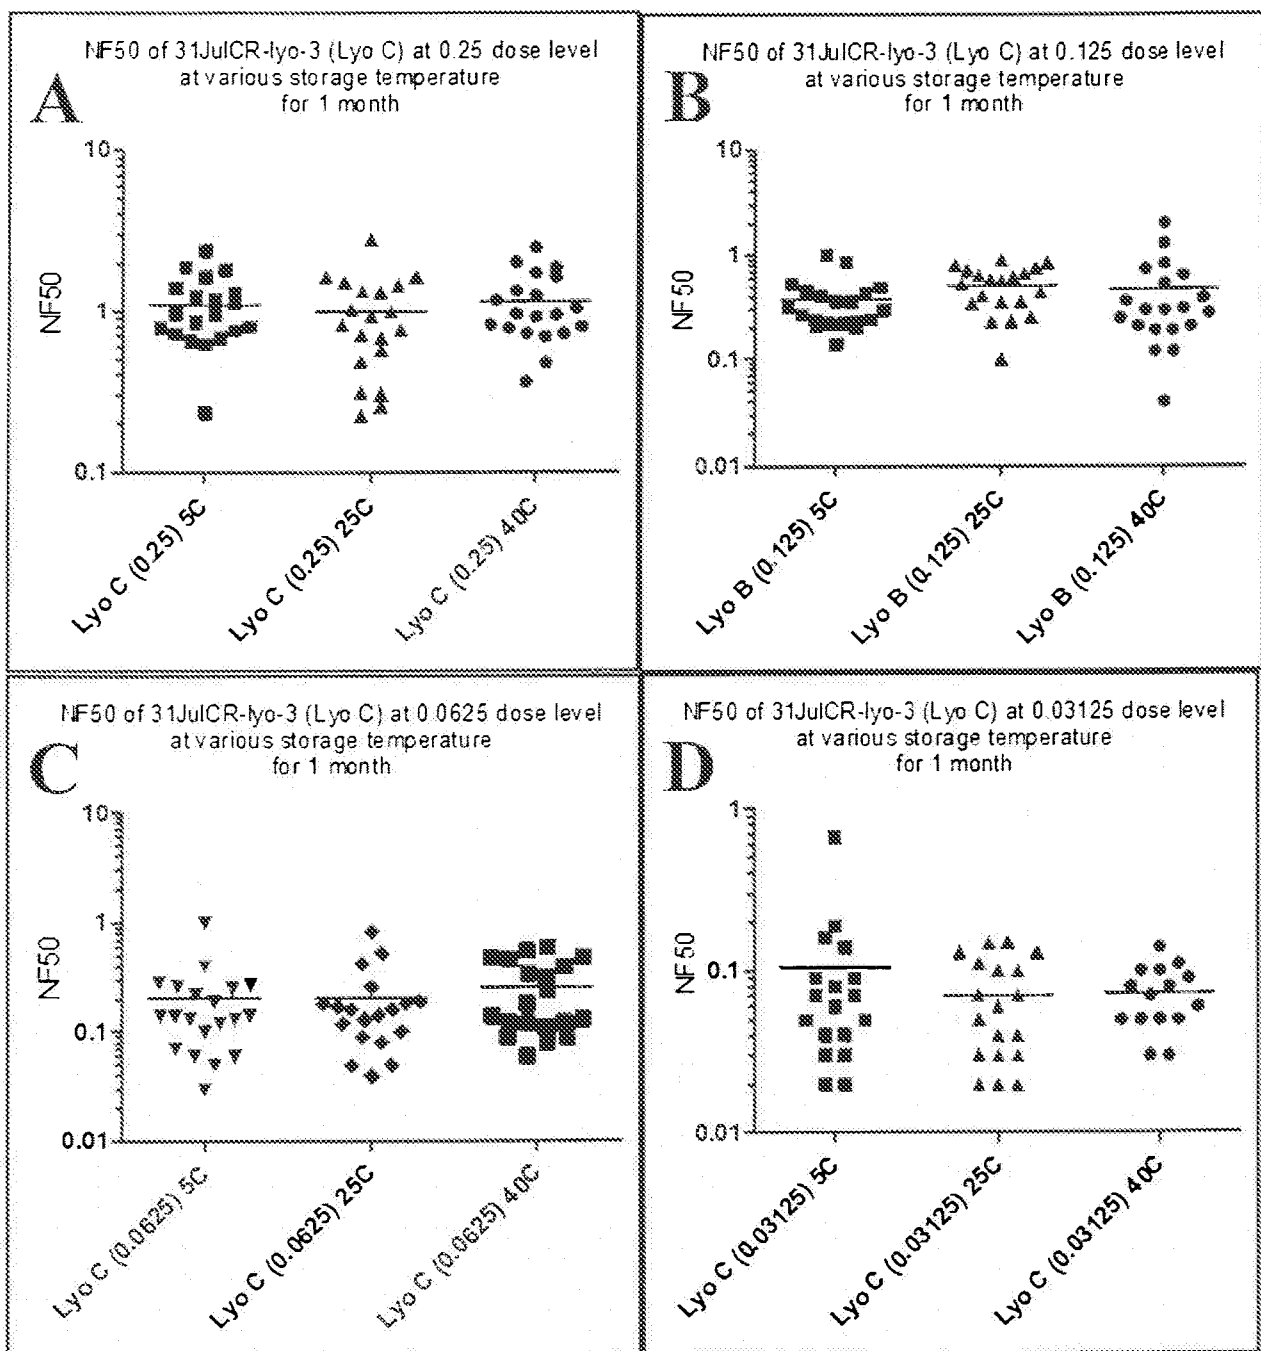 A
NF50 of 31JulCR-lyo-3 (Lyo C) at 0.25 dose level
at various storage temperature
for 1 month
10
1
0.1
NF50
Lyo C (0.25) 5C
Lyo C (0.25) 25C
Lyo C (0.25) 40C
B
NF50 of 31JulCR-lyo-3 (Lyo C) at 0.125 dose level
at various storage temperature
for 1 month
10
1
0.1
0.01
NF50
Lyo B (0.125) 5C
Lyo B (0.125) 25C
Lyo B (0.125) 40C
C
NF50 of 31JulCR-lyo-3 (Lyo C) at 0.0625 dose level
at various storage temperature
for 1 month
10
1
0.1
0.01
NF50
Lyo C (0.0625) 5C
Lyo C (0.0625) 25C
Lyo C (0.0625) 40C
D
NF50 of 31JulCR-lyo-3 (Lyo C) at 0.03125 dose level
at various storage temperature
for 1 month
1
0.1
0.01
NF50
Lyo C (0.03125) 5C
Lyo C (0.03125) 25C
Lyo C (0.03125) 40C